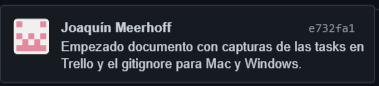 Joaquín Meerhoff e732fa1
Empezado documento con capturas de las tasks en
Trello y el gitignore para Mac y Windows.